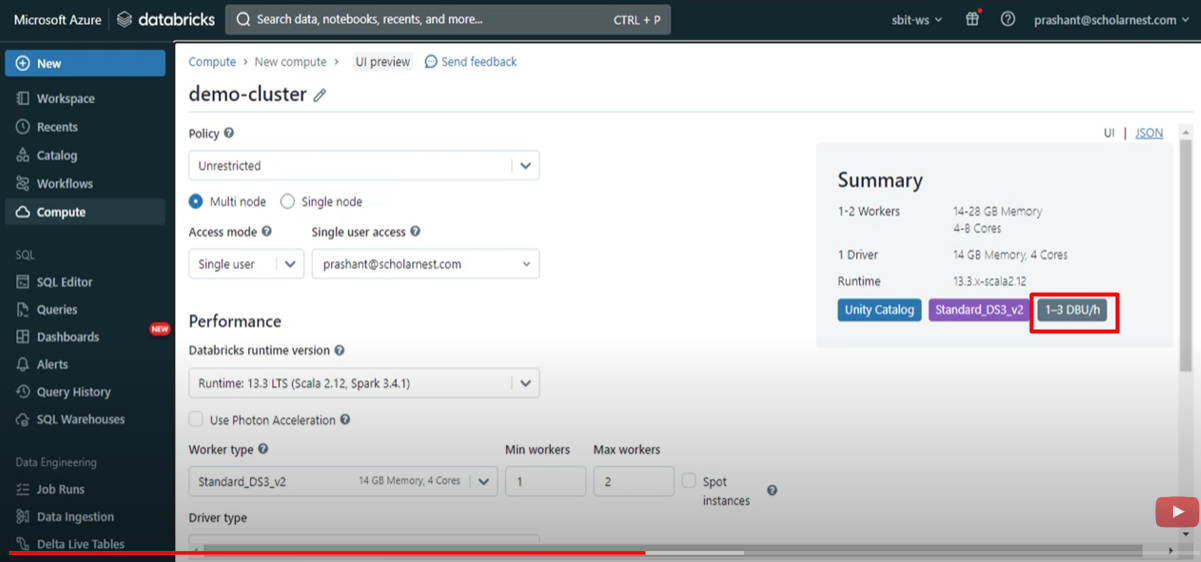 Microsoft Azure databricks Search data, notebooks, recents, and more... CTRL + P sbit-ws prashant@scholarnest.com
New
Workspace
Recents
Catalog
Workflows
Compute
SQL
SQL Editor
Queries
Dashboards NEW
Alerts
Query History
SQL Warehouses
Data Engineering
Job Runs
Data Ingestion
Delta Live Tables
Compute > New compute > UI preview Send feedback
demo-cluster
Policy ?
Unrestricted
Multi node Single node
Access mode ? Single user access ?
Single user prashant@scholarnest.com
Performance
Databricks runtime version ?
Runtime: 13.3 LTS (Scala 2.12, Spark 3.4.1)
Use Photon Acceleration ?
Worker type ? Min workers Max workers
Standard_DS3_v2 14 GB Memory, 4 Cores 1 2 Spot
instances ?
Driver type
UI | JSON
Summary
1-2 Workers 14-28 GB Memory
4-8 Cores
1 Driver 14 GB Memory, 4 Cores
Runtime 13.3.x-scala2.12
Unity Catalog Standard_DS3_v2 1–3 DBU/h